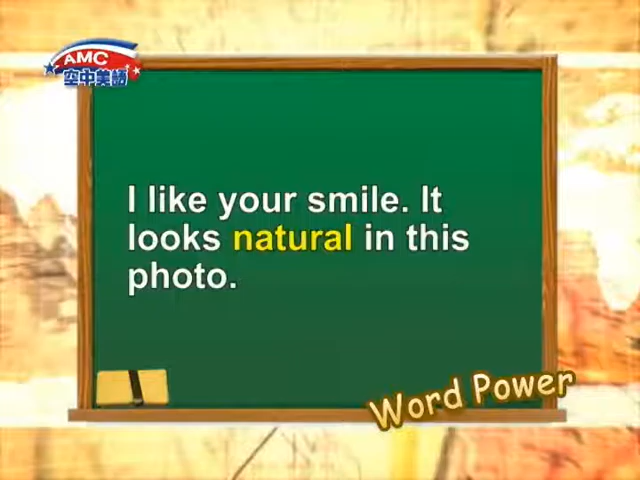 AMC
空中美語
I like your smile. It
looks natural in this
photo.
Word Power